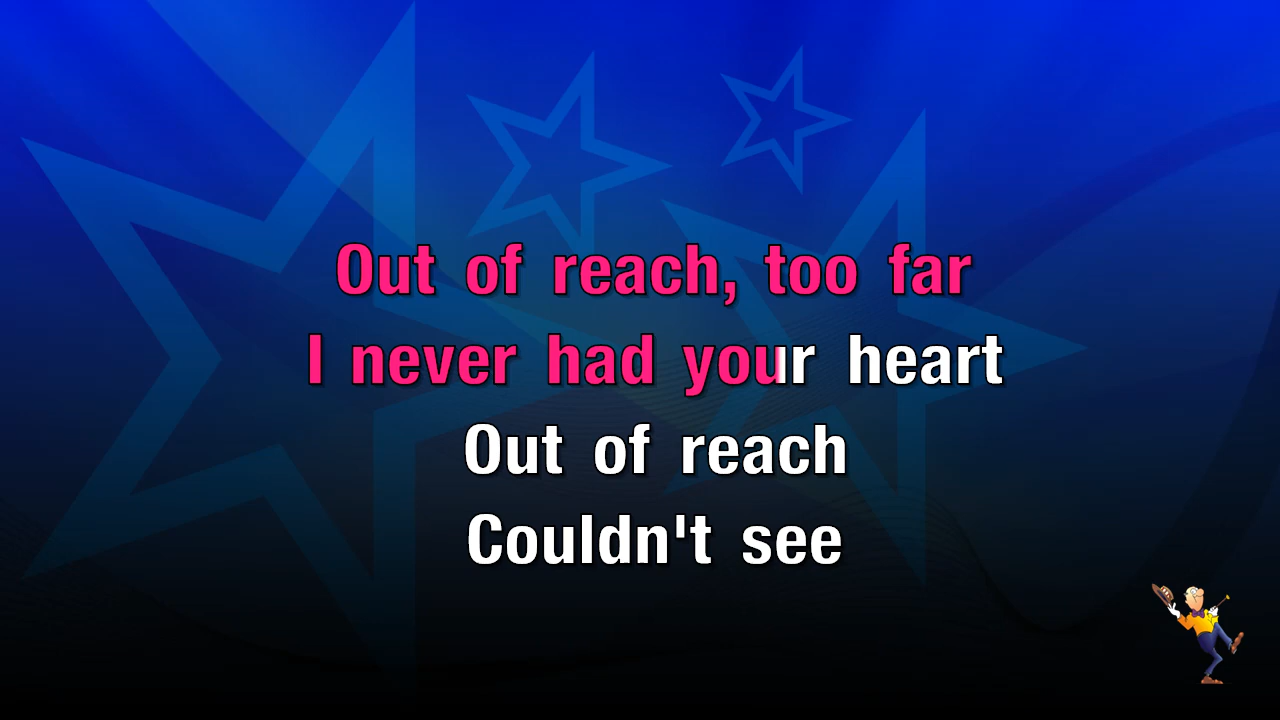 Out of reach, too far
I never had your heart
Out of reach
Couldn't see